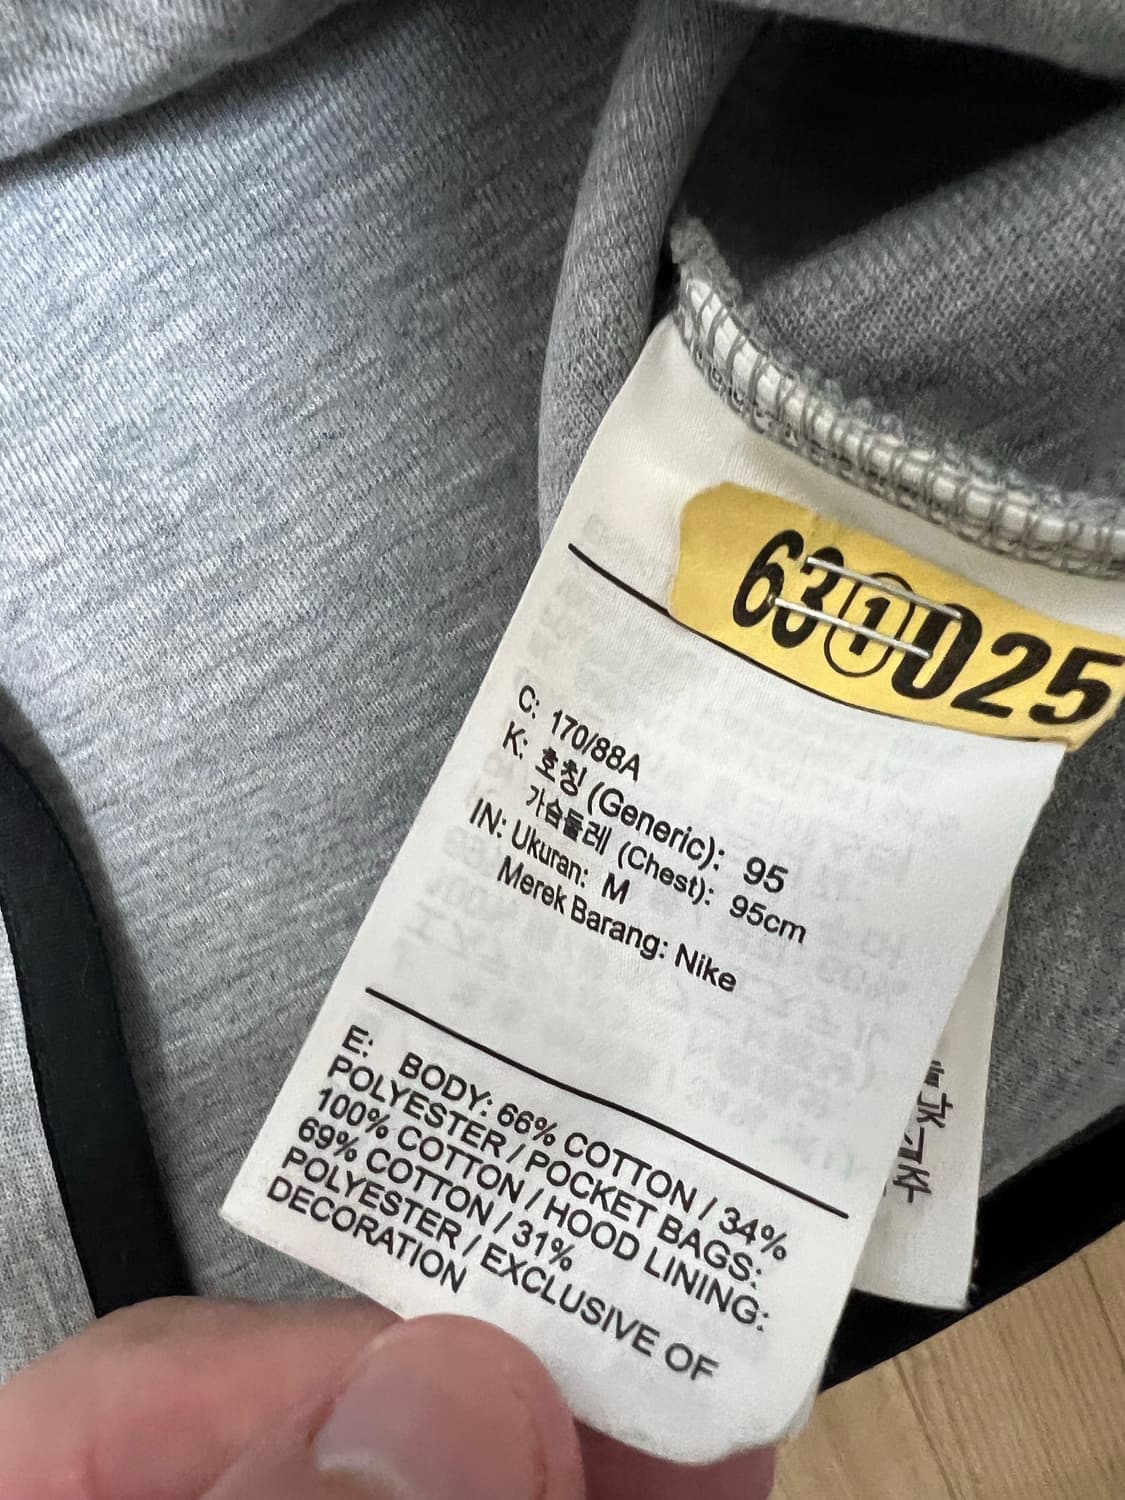 631025
C: 170/88A
K: 호칭 (Generic): 95
가슴둘레 (Chest): 95cm
IN: Ukuran: M
Merek Barang: Nike
E: BODY: 66% COTTON / 34%
POLYESTER / POCKET BAGS:
100% COTTON / HOOD LINING:
69% COTTON / 31%
POLYESTER / EXCLUSIVE OF
DECORATION